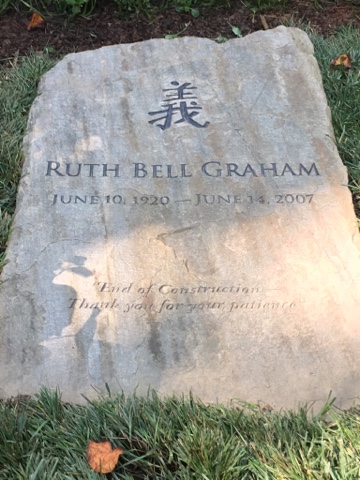 義
RUTH BELL GRAHAM
JUNE 10, 1920 — JUNE 14, 2007
"End of Construction—
Thank you for your patience"